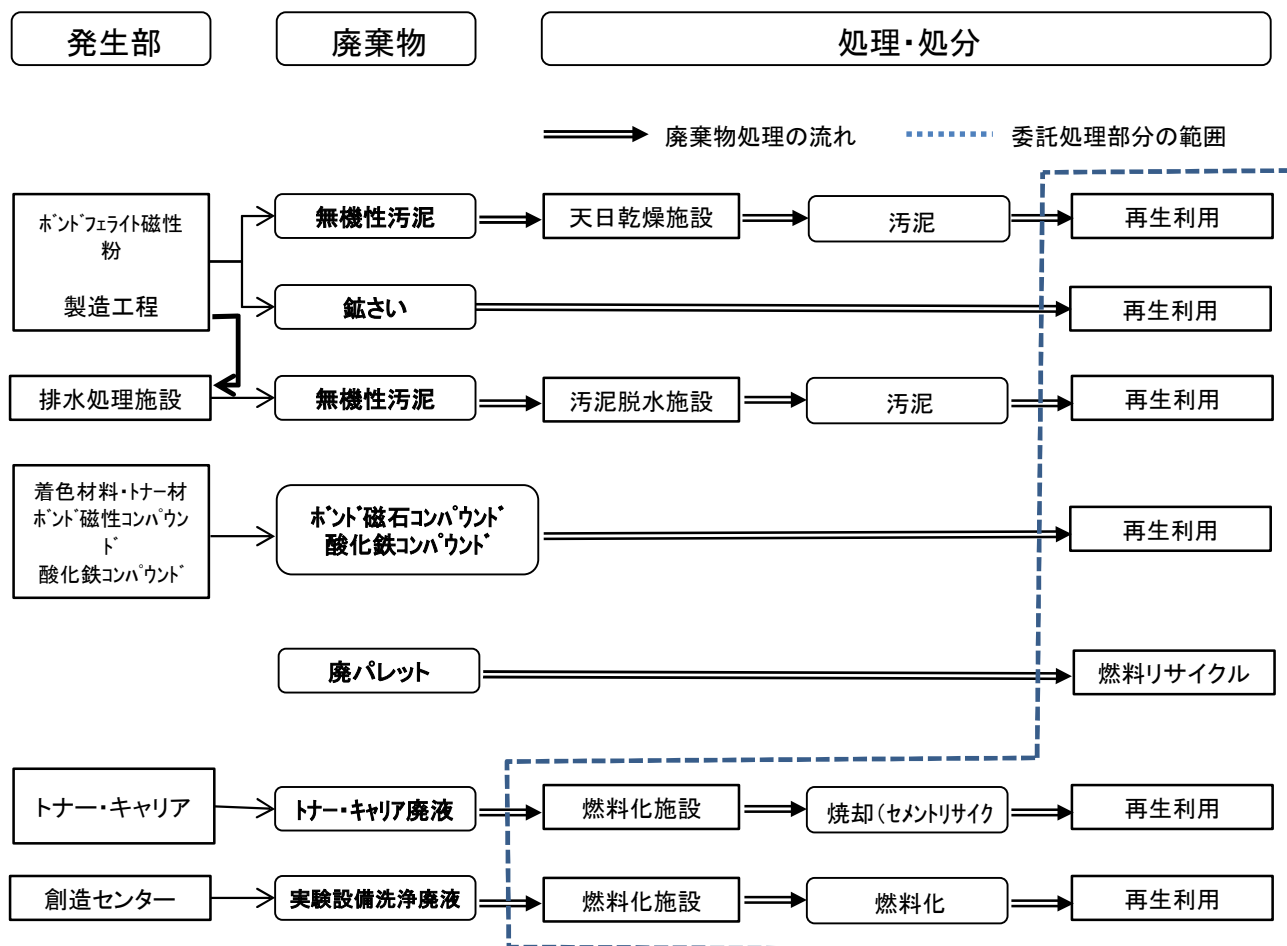 発生部
廃棄物
処理・処分
廃棄物処理の流れ
委託処理部分の範囲
ﾎﾞﾝﾄﾞﾌｪﾗｲﾄ磁性
粉
製造工程
無機性汚泥
天日乾燥施設
汚泥
再生利用
鉱さい
再生利用
排水処理施設
無機性汚泥
汚泥脱水施設
汚泥
再生利用
着色材料・トナー材
ﾎﾞﾝﾄﾞ磁性ｺﾝﾊﾟｳﾝ
ﾄﾞ
酸化鉄ｺﾝﾊﾟｳﾝﾄﾞ
ﾎﾞﾝﾄﾞ磁石ｺﾝﾊﾟｳﾝﾄﾞ
酸化鉄ｺﾝﾊﾟｳﾝﾄﾞ
再生利用
廃パレット
燃料リサイクル
トナー・キャリア
ﾄﾅｰ・ｷｬﾘｱ廃液
燃料化施設
焼却(ｾﾒﾝﾄﾘｻｲｸ
再生利用
創造センター
実験設備洗浄廃液
燃料化施設
燃料化
再生利用